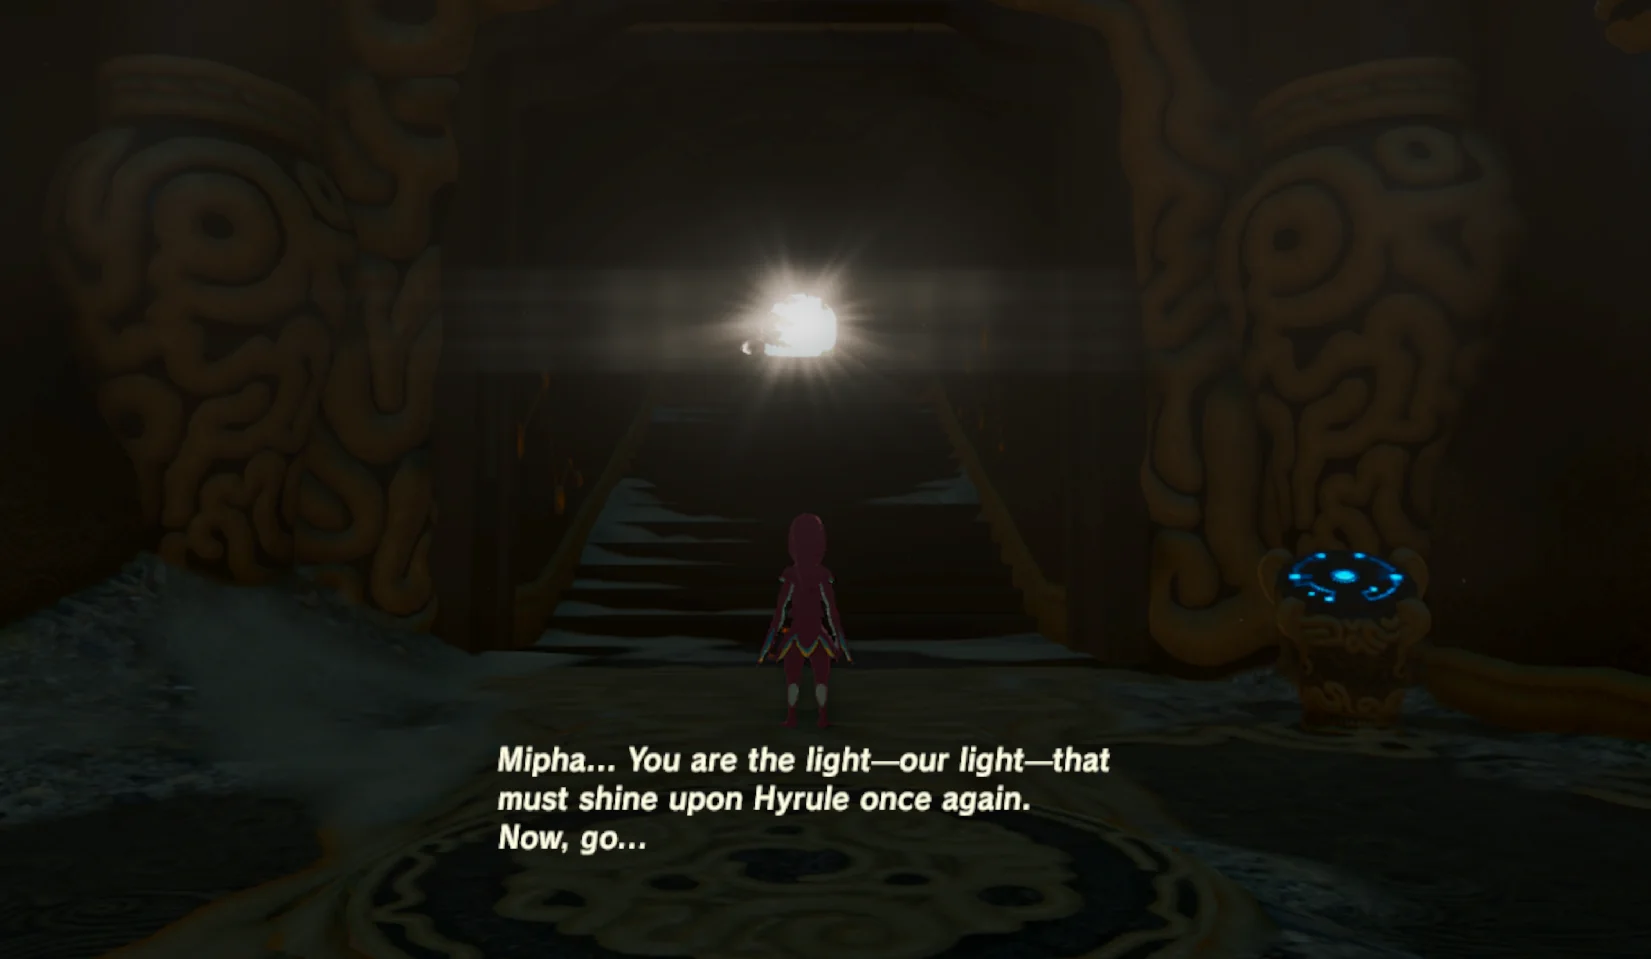 Mipha... You are the light—our light—that
must shine upon Hyrule once again.
Now, go...